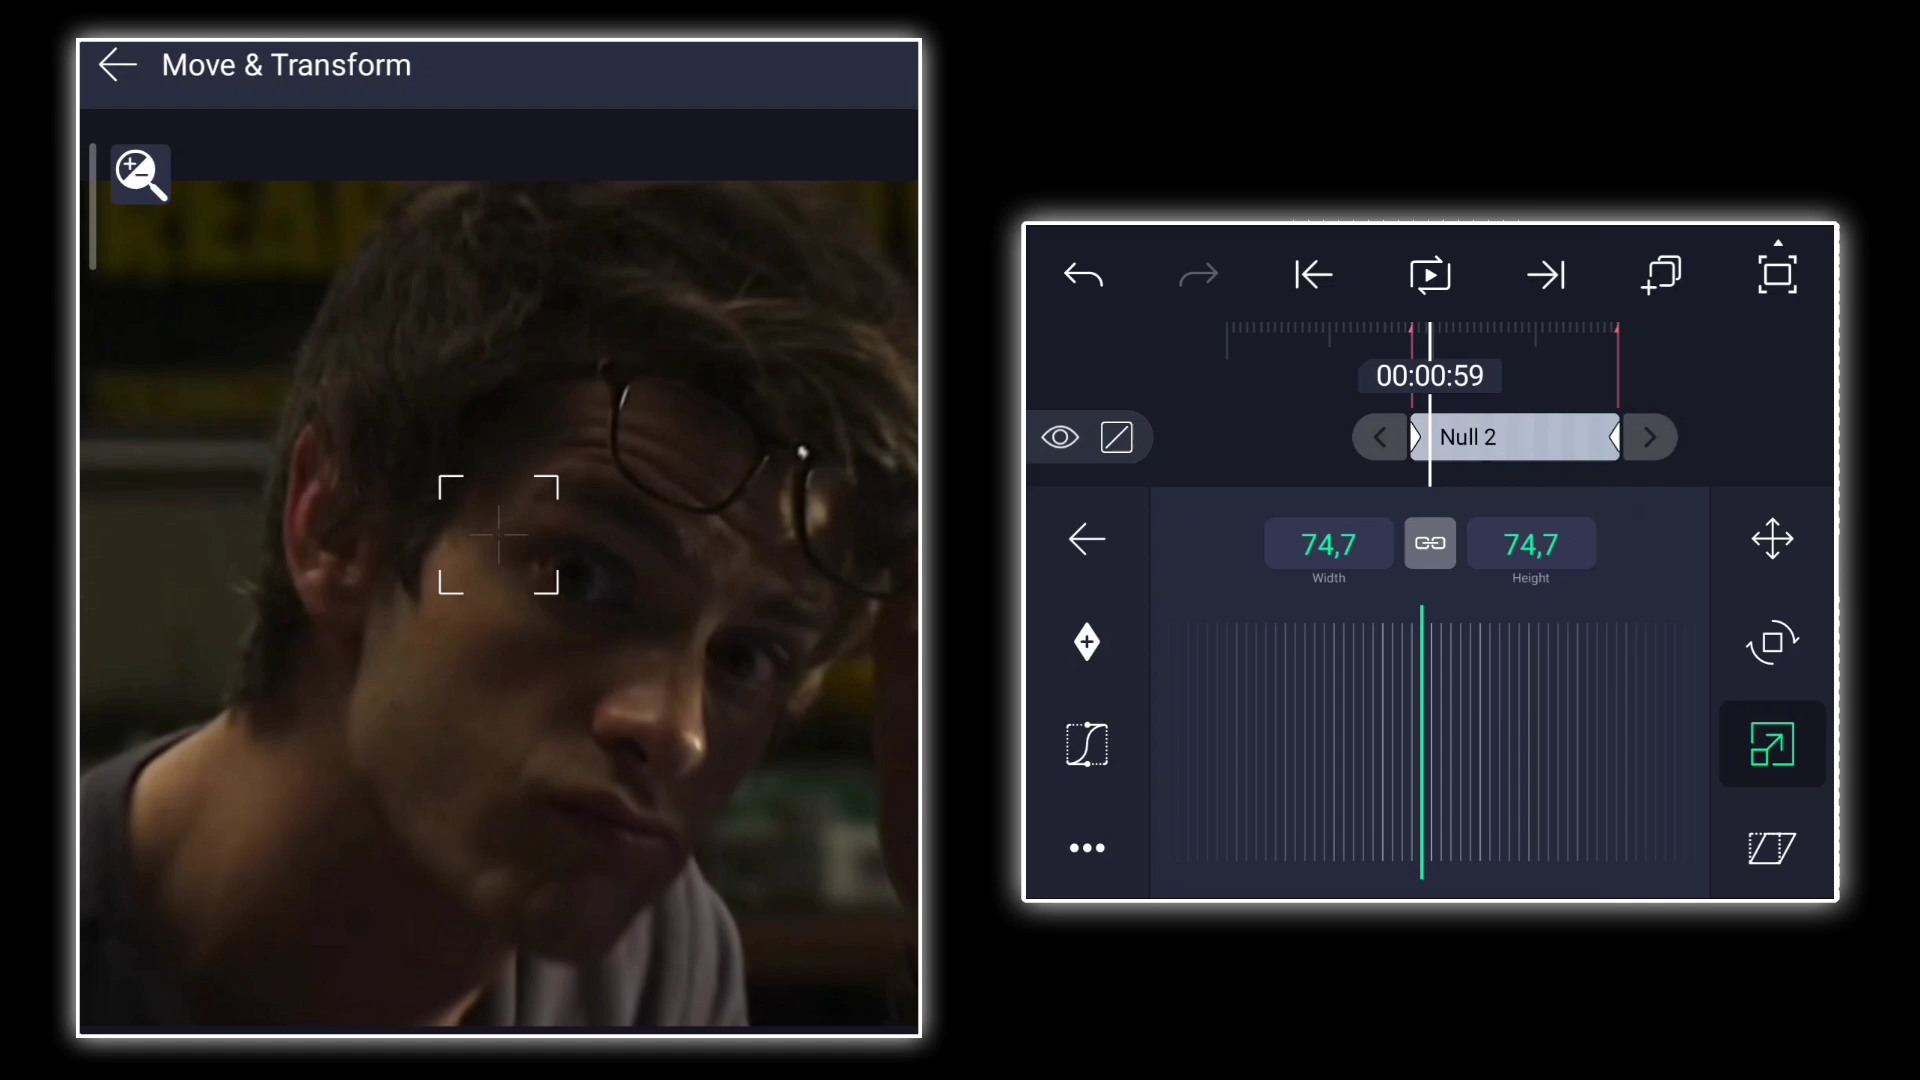 Move & Transform
00:00:59
Null 2
74,7
74,7
Width
Height